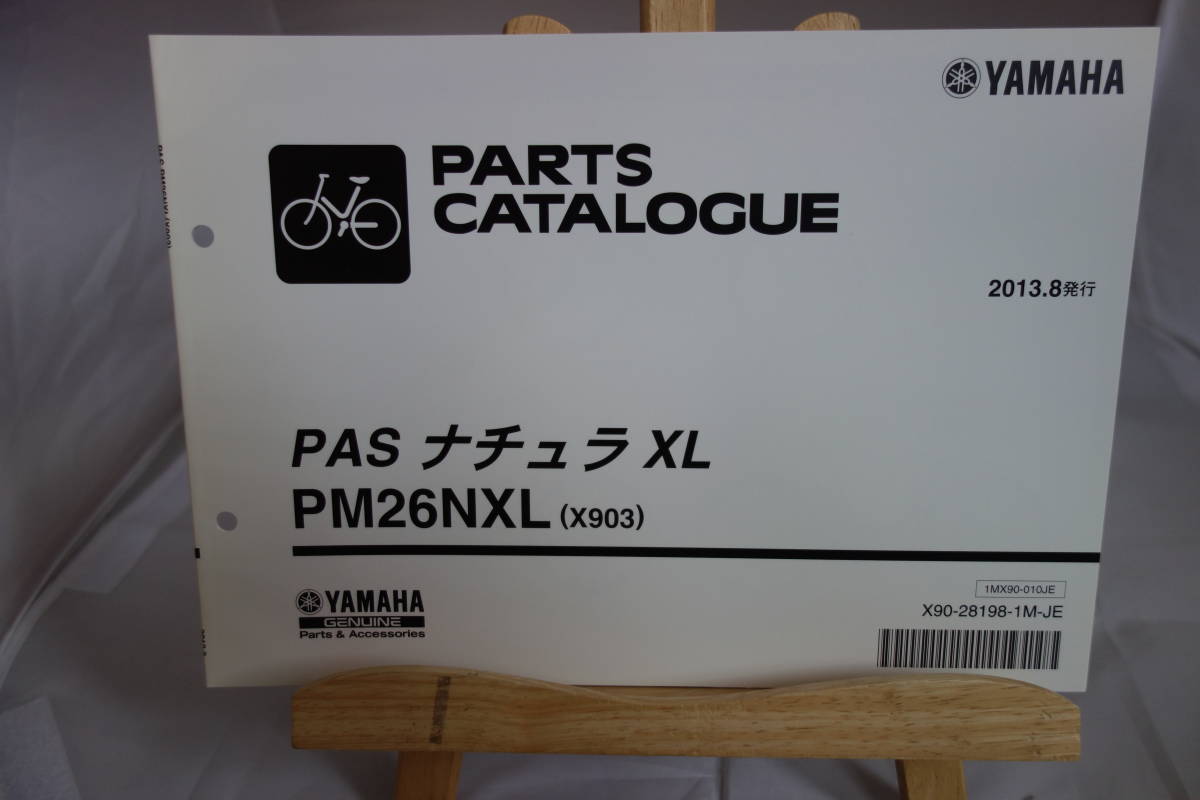 YAMAHA
PARTS
CATALOGUE
2013.8発行
PAS ナチュラ XL
PM26NXL (X903)
YAMAHA
GENUINE
Parts & Accessories
1MX90-010JE
X90-28198-1M-JE